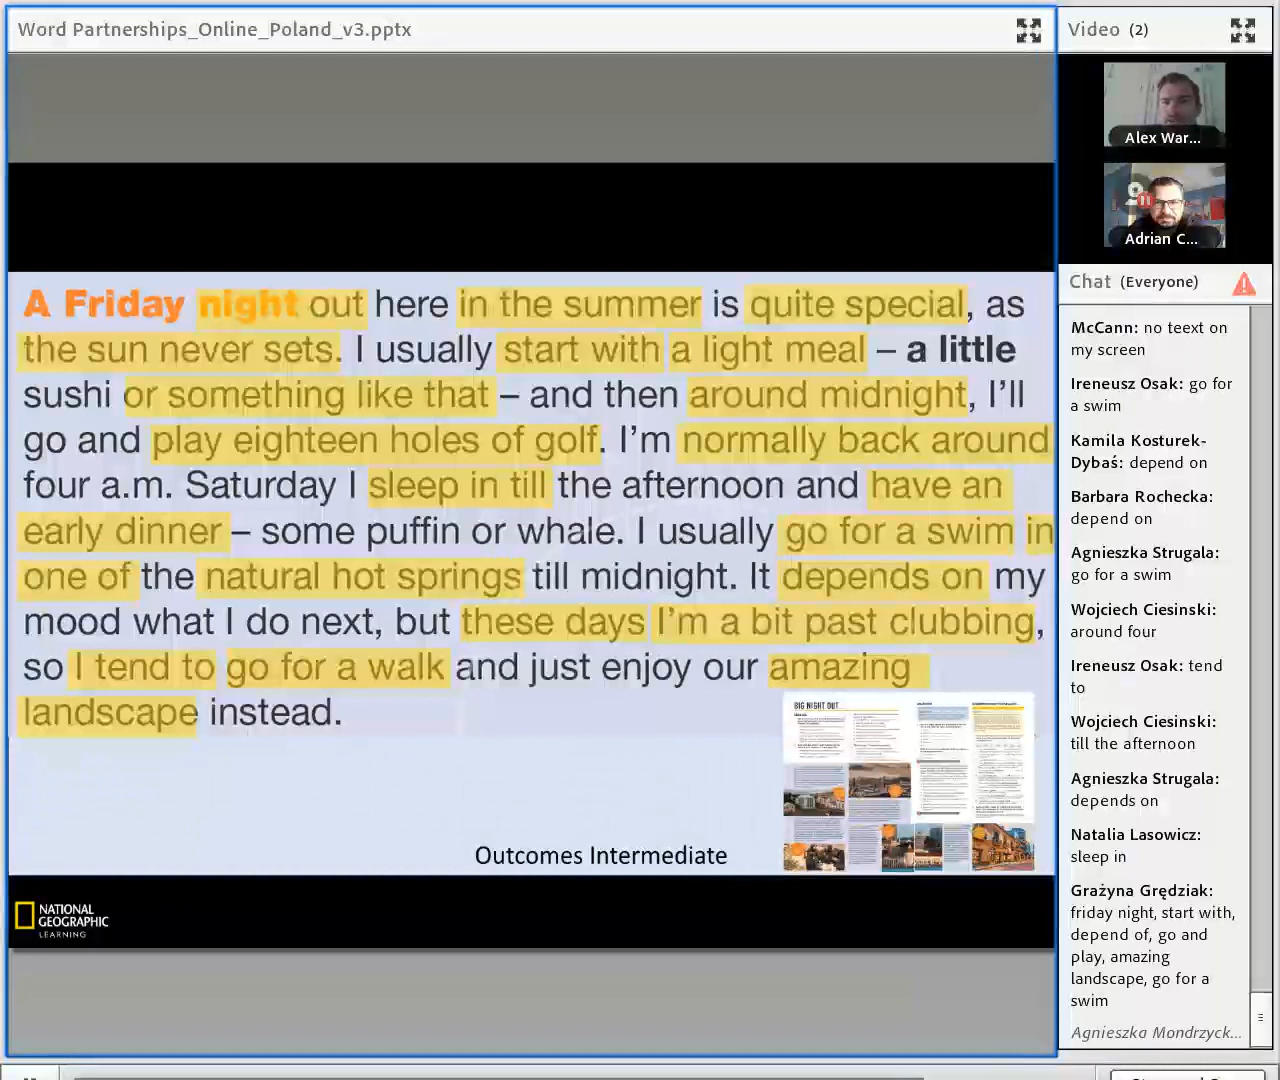 Word Partnerships_Online_Poland_v3.pptx
A Friday night out here in the summer is quite special, as
the sun never sets. I usually start with a light meal – a little
sushi or something like that – and then around midnight, I'll
go and play eighteen holes of golf. I'm normally back around
four a.m. Saturday I sleep in till the afternoon and have an
early dinner – some puffin or whale. I usually go for a swim in
one of the natural hot springs till midnight. It depends on my
mood what I do next, but these days I'm a bit past clubbing,
so I tend to go for a walk and just enjoy our amazing
landscape instead.
BIG NIGHT OUT
Outcomes Intermediate
NATIONAL
GEOGRAPHIC
LEARNING
Video (2)
Alex War...
Adrian C...
Chat (Everyone)
McCann: no teext on
my screen
Ireneusz Osak: go for
a swim
Kamila Kosturek-
Dybaś: depend on
Barbara Rochecka:
depend on
Agnieszka Strugala:
go for a swim
Wojciech Ciesinski:
around four
Ireneusz Osak: tend
to
Wojciech Ciesinski:
till the afternoon
Agnieszka Strugala:
depends on
Natalia Lasowicz:
sleep in
Grażyna Grędziak:
friday night, start with,
depend of, go and
play, amazing
landscape, go for a
swim
Agnieszka Mondrzyck...